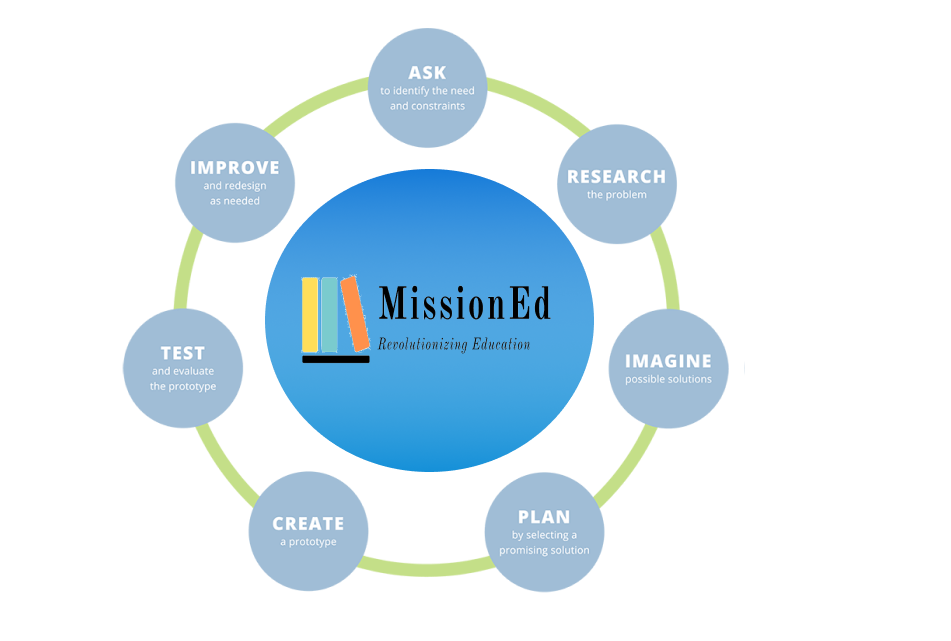 ASK
to identify the need
and constraints
RESEARCH
the problem
IMAGINE
possible solutions
PLAN
by selecting a
promising solution
CREATE
a prototype
TEST
and evaluate
the prototype
IMPROVE
and redesign
as needed
MissionEd
Revolutionizing Education